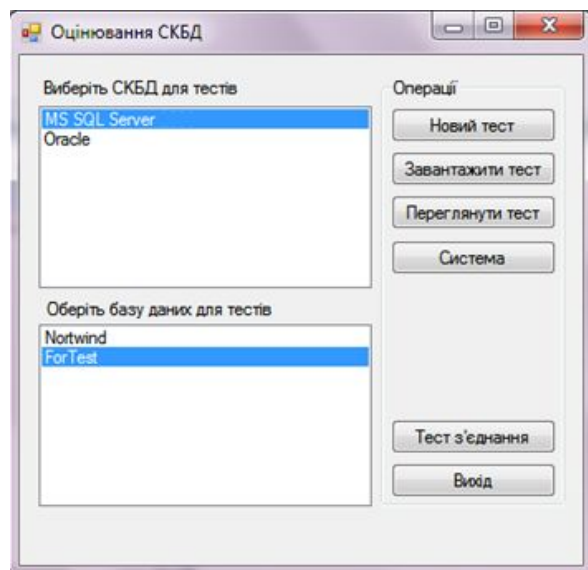 Оцінювання СКБД
Виберіть СКБД для тестів
MS SQL Server
Oracle
Оберіть базу даних для тестів
Nortwind
ForTest
Операції
Новий тест
Завантажити тест
Переглянути тест
Система
Тест з'єднання
Вихід